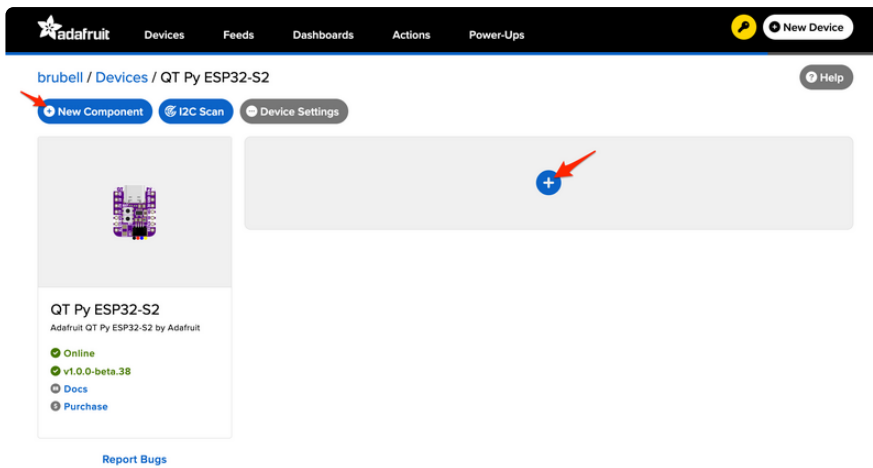 adafruit Devices Feeds Dashboards Actions Power-Ups New Device
brubell / Devices / QT Py ESP32-S2 Help
New Component I2C Scan Device Settings
QT Py ESP32-S2
Adafruit QT Py ESP32-S2 by Adafruit
Online
v1.0.0-beta.38
Docs
Purchase
Report Bugs